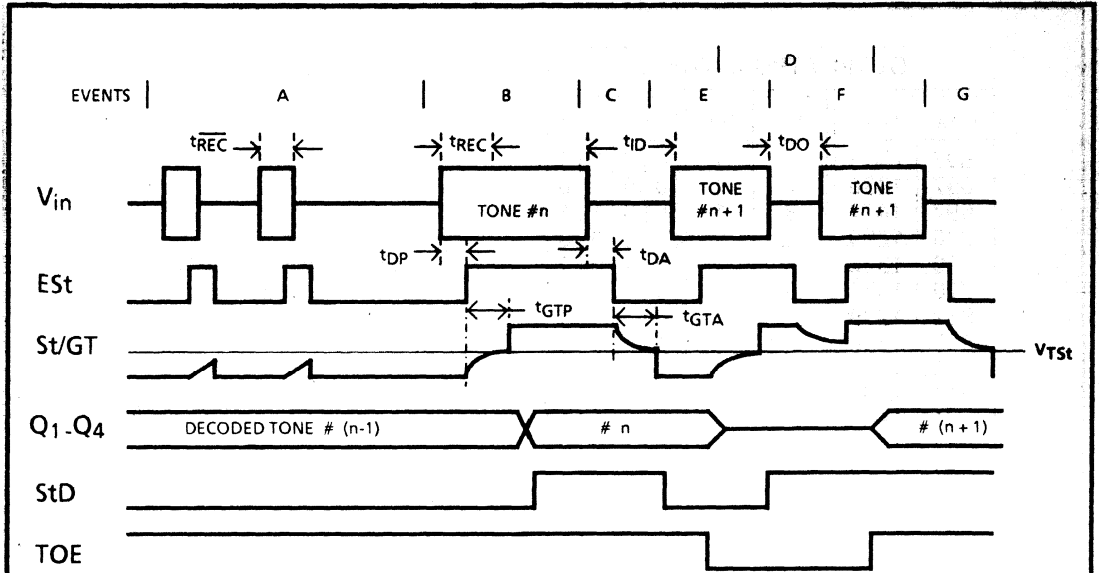 D
EVENTS | A | B | C | E | F | G
tREC tREC tID tDO
Vin
TONE #n
TONE
#n + 1
TONE
#n + 1
tDP tDA
ESt
tGTP tGTA
St/GT
VTSt
Q1-Q4
DECODED TONE # (n-1)
# n
# (n + 1)
StD
TOE